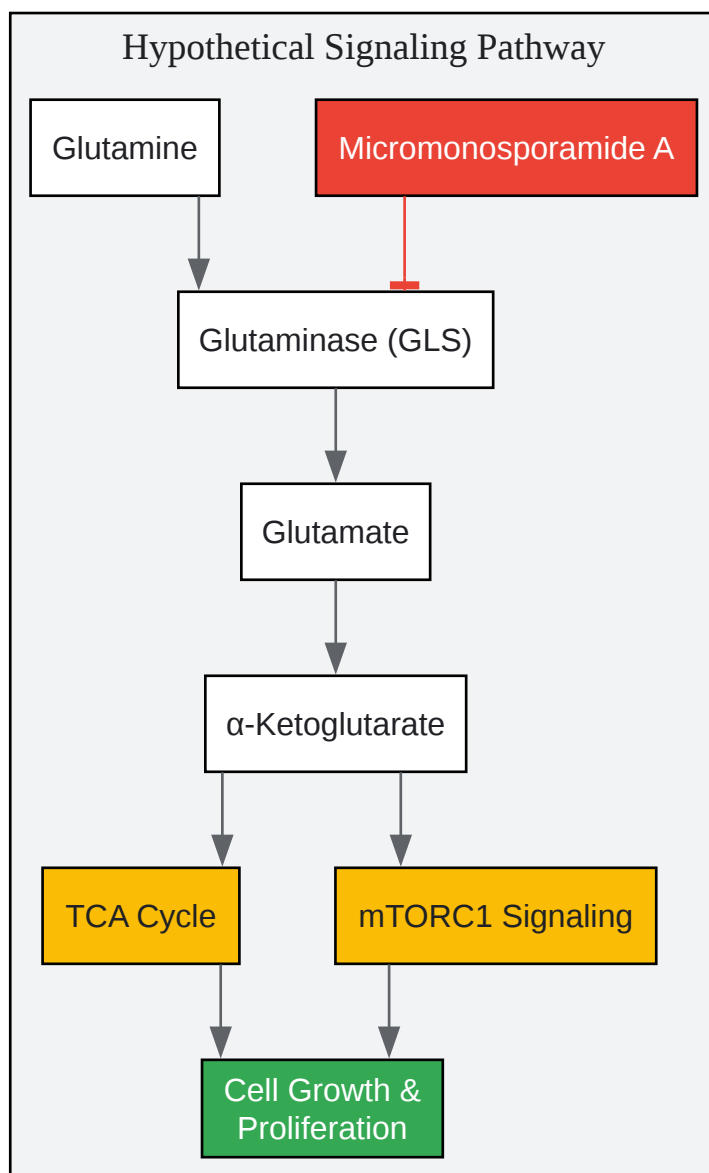 Hypothetical Signaling Pathway
Glutamine
Micromonosporamide A
Glutaminase (GLS)
Glutamate
α-Ketoglutarate
TCA Cycle
mTORC1 Signaling
Cell Growth &
Proliferation